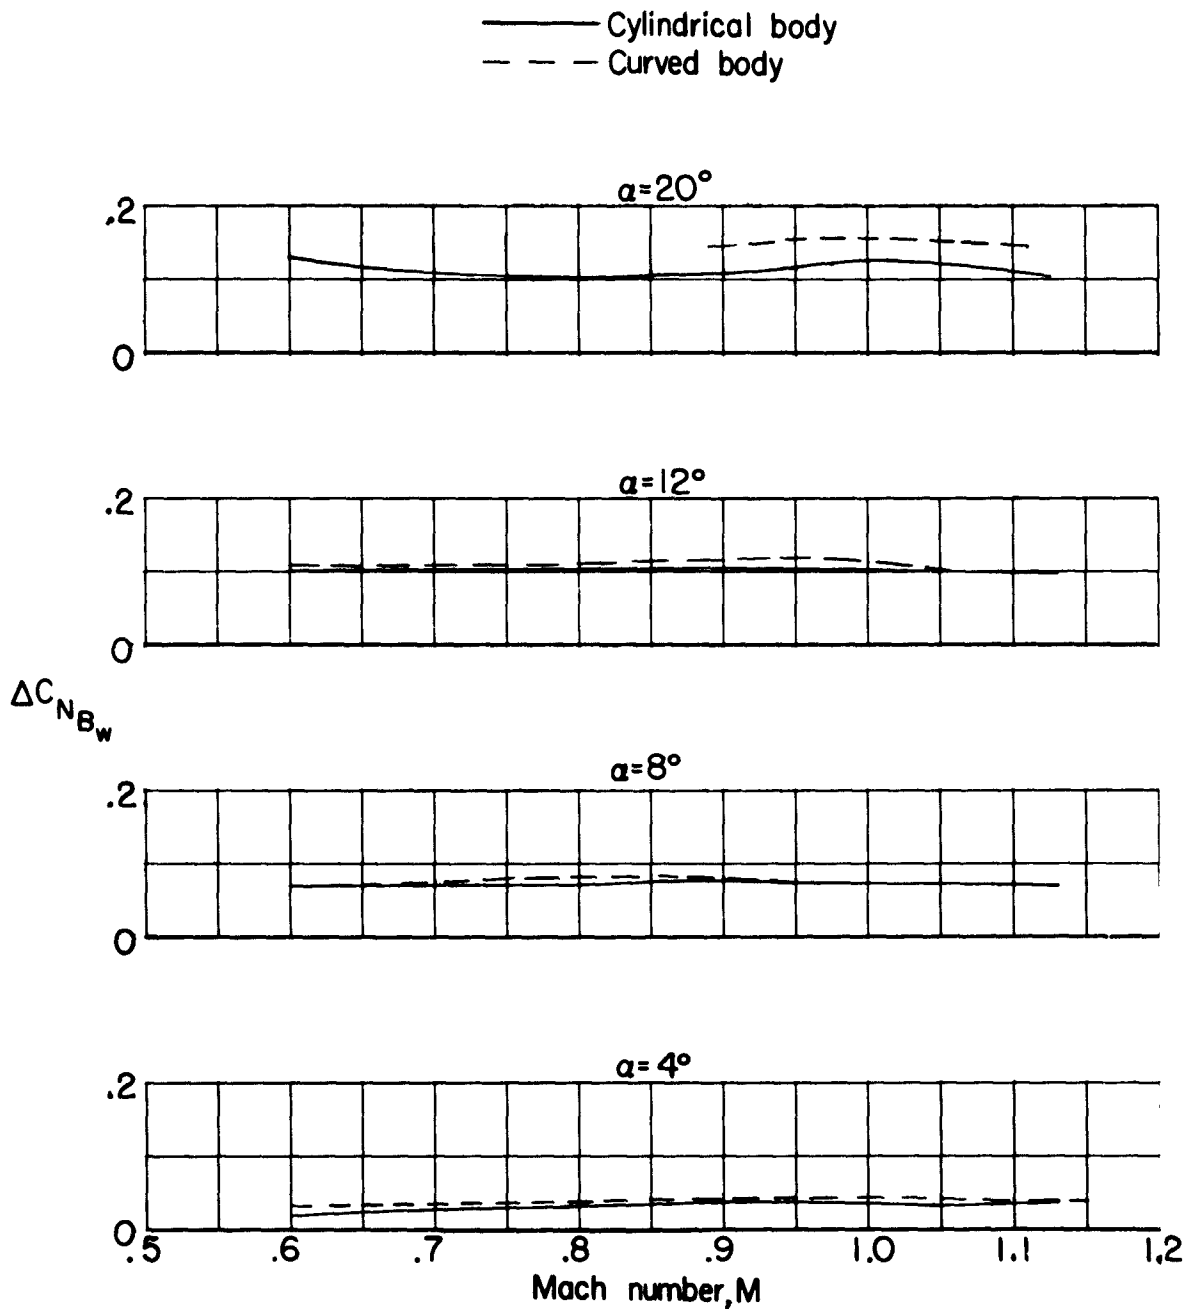 Cylindrical body
Curved body
α=20°
.2
0
α=12°
.2
0
ΔC_{N_{B_w}}
α=8°
.2
0
α=4°
.2
0
.5 .6 .7 .8 .9 1.0 1.1 1.2
Mach number, M